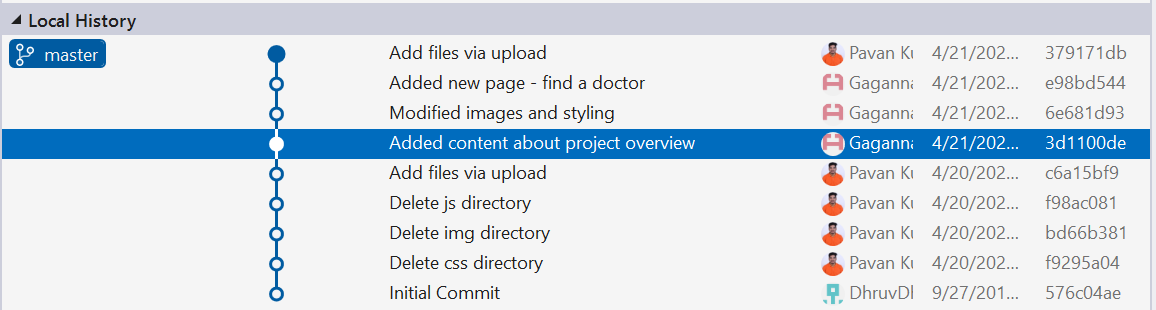 Local History
master Add files via upload Pavan Ku 4/21/202... 379171db
Added new page - find a doctor Gaganna 4/21/202... e98bd544
Modified images and styling Gaganna 4/21/202... 6e681d93
Added content about project overview Gaganna 4/21/202... 3d1100de
Add files via upload Pavan Ku 4/20/202... c6a15bf9
Delete js directory Pavan Ku 4/20/202... f98ac081
Delete img directory Pavan Ku 4/20/202... bd66b381
Delete css directory Pavan Ku 4/20/202... f9295a04
Initial Commit DhruvDh 9/27/201... 576c04ae